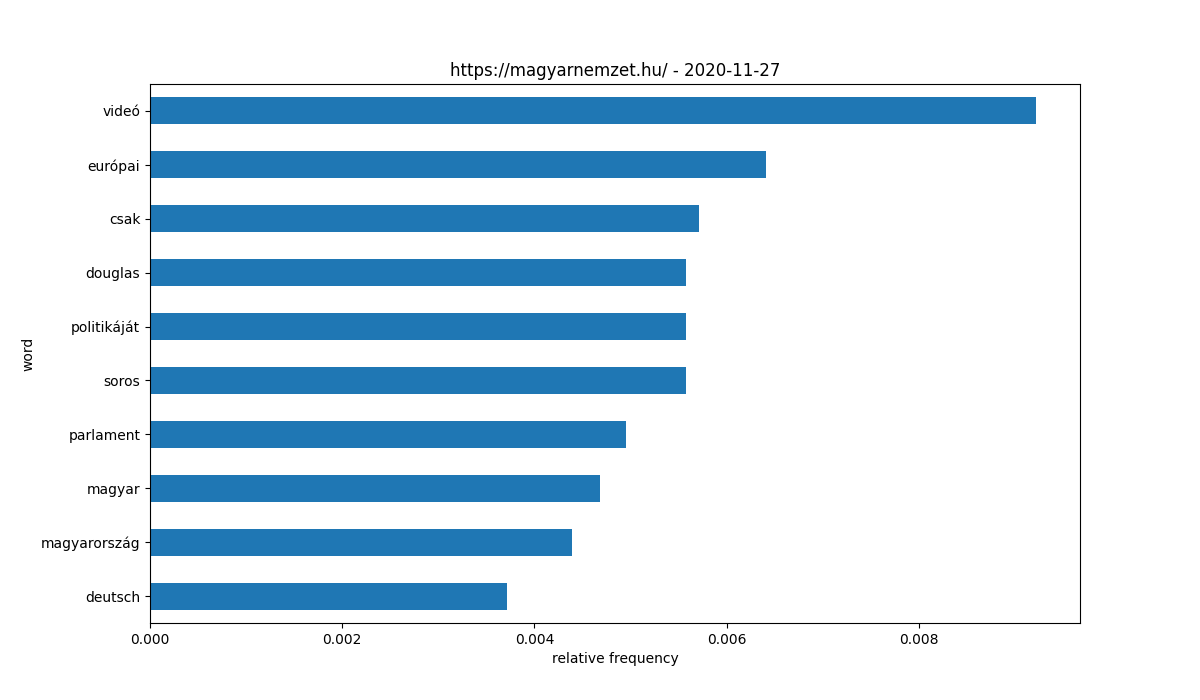 https://magyarnemzet.hu/ - 2020-11-27
word
videó
európai
csak
douglas
politikáját
soros
parlament
magyar
magyarország
deutsch
0.000 0.002 0.004 0.006 0.008
relative frequency